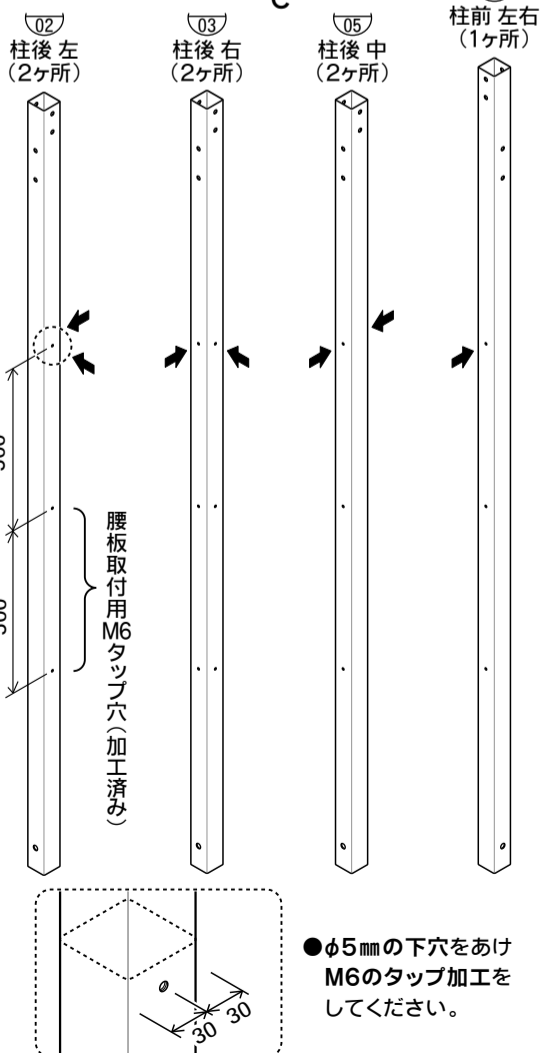 02
柱後 左
（2ヶ所）
03
柱後 右
（2ヶ所）
05
柱後 中
（2ヶ所）
柱前 左右
（1ヶ所）
腰板取付用M6タップ穴（加工済み）
30
30
●φ5㎜の下穴をあけ
M6のタップ加工を
してください。